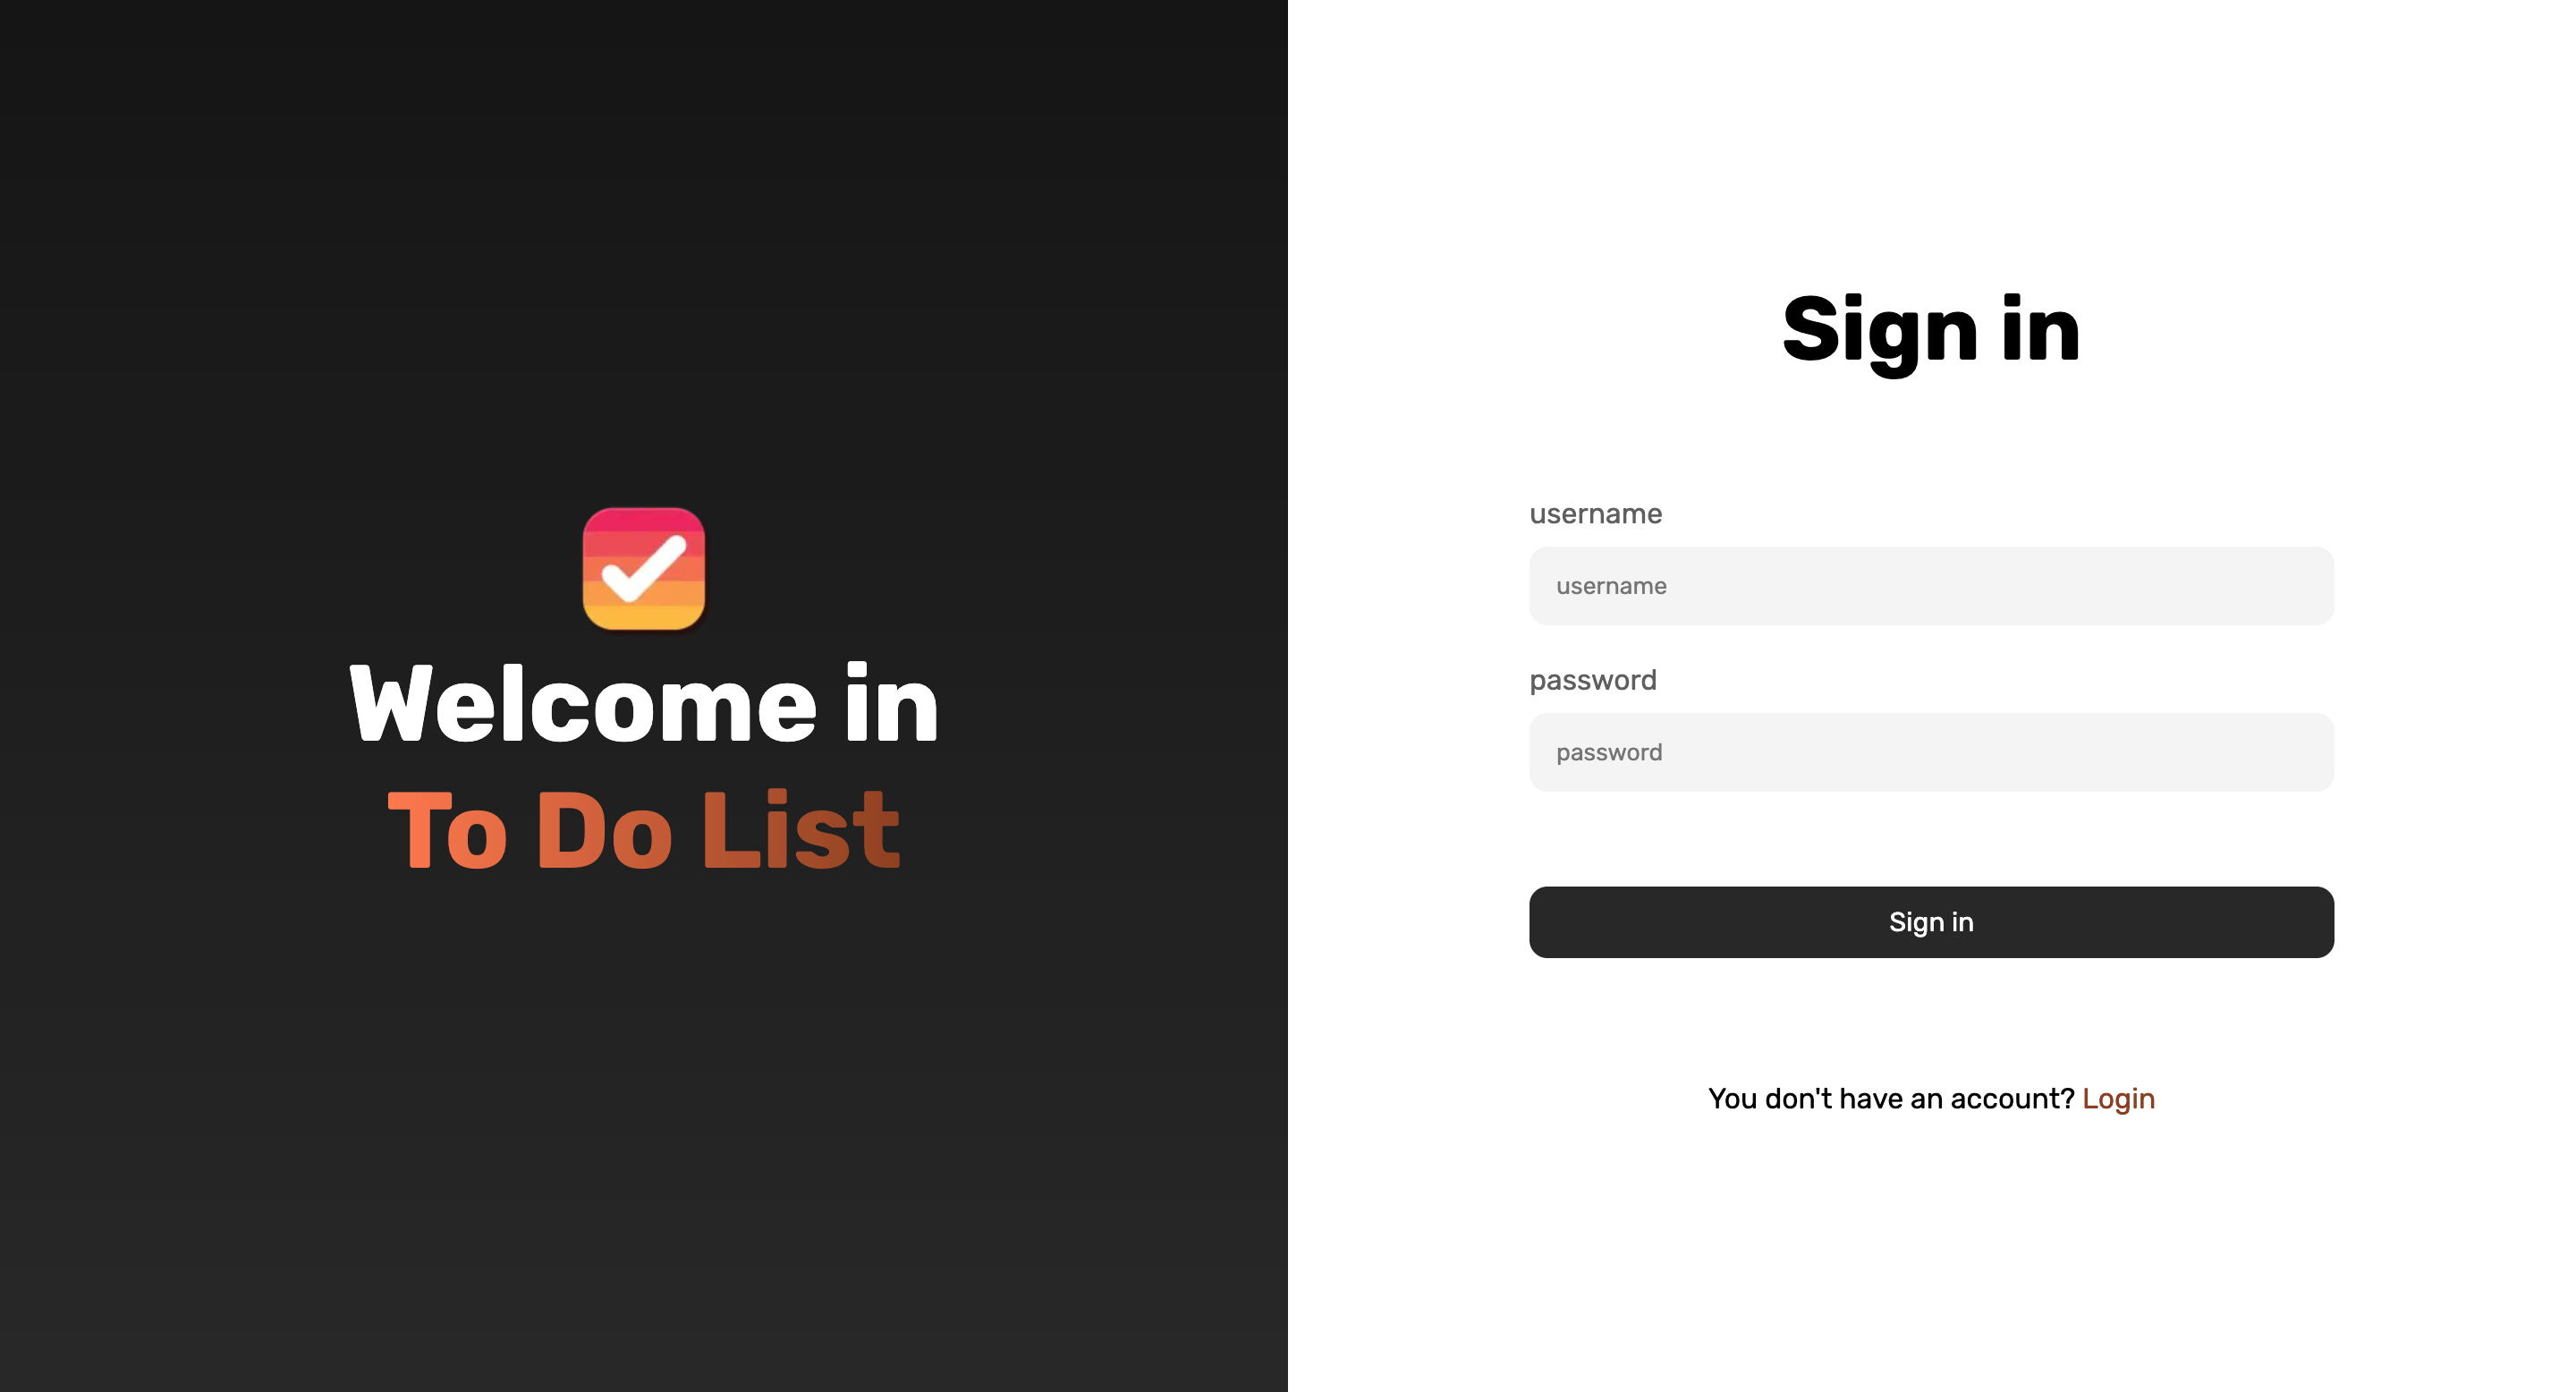 Welcome in
To Do List
Sign in
username
username
password
password
Sign in
You don't have an account? Login